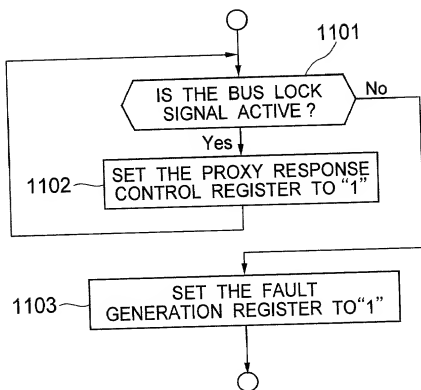 1101
IS THE BUS LOCK
SIGNAL ACTIVE?
No
Yes
1102
SET THE PROXY RESPONSE
CONTROL REGISTER TO "1"
1103
SET THE FAULT
GENERATION REGISTER TO "1"